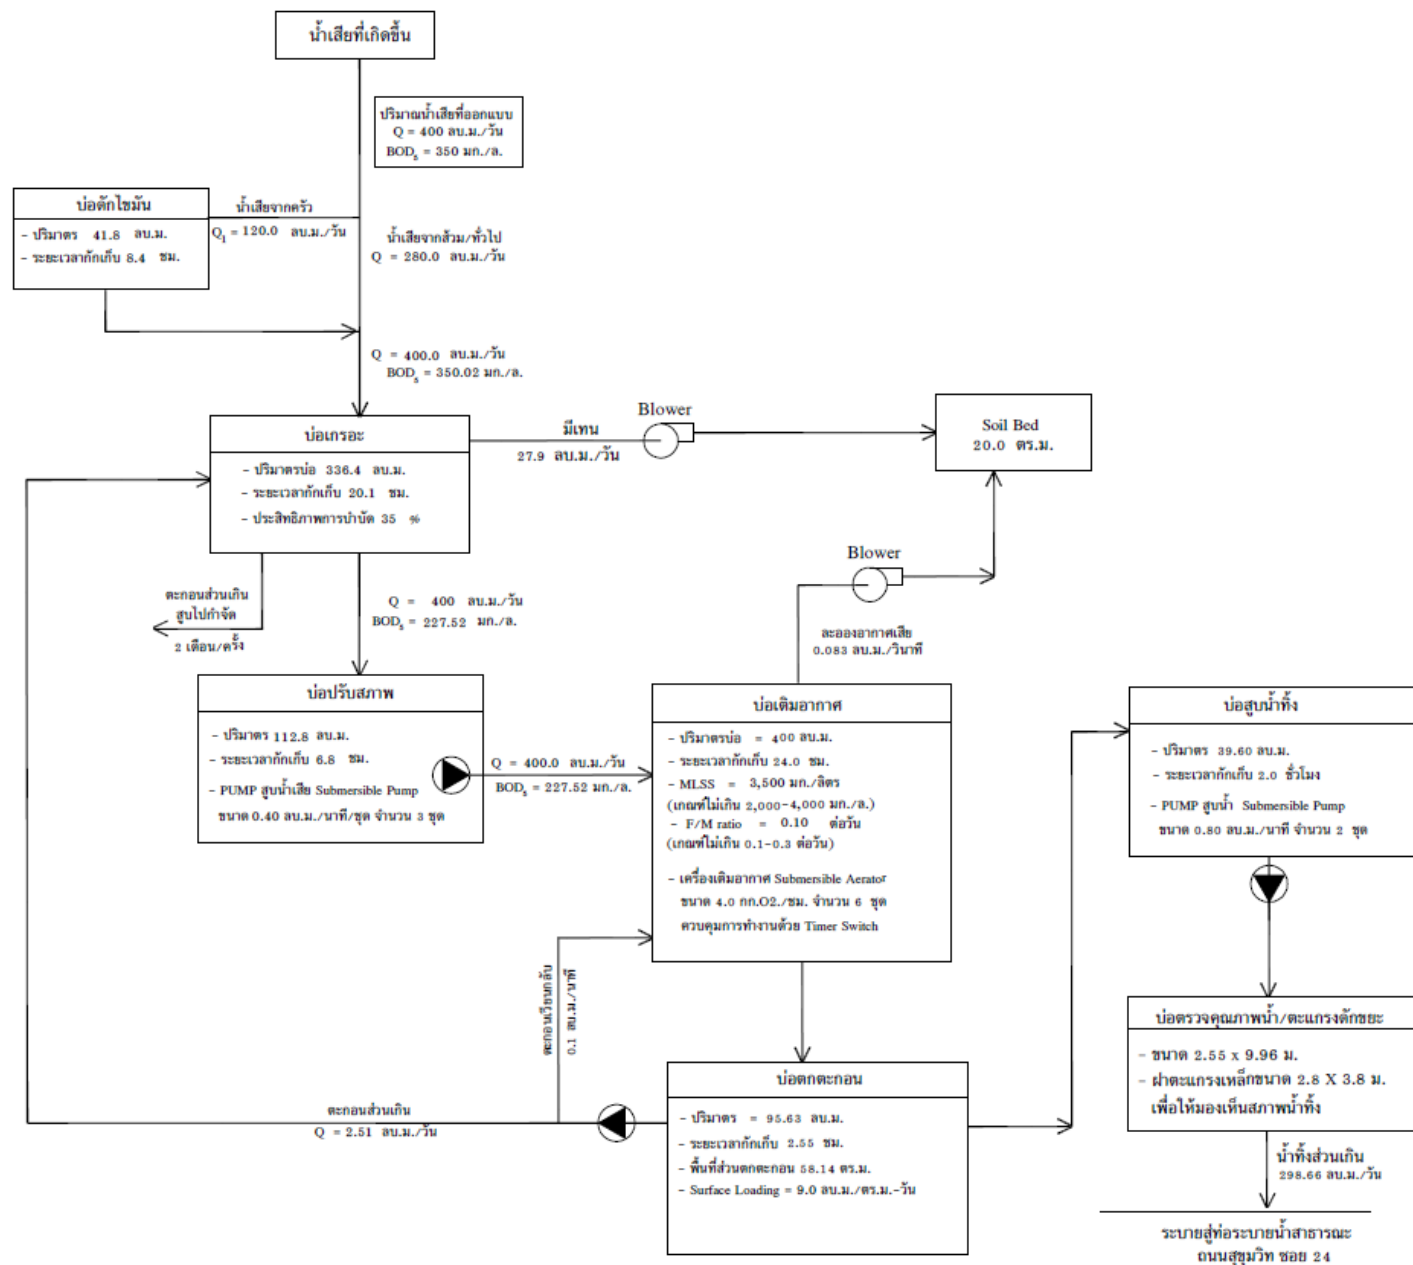 น้ำเสียที่เกิดขึ้น
ปริมาณน้ำเสียที่ออกแบบ
Q = 400 ลบ.ม./วัน
BOD5 = 350 มก./ล.
บ่อดักไขมัน
- ปริมาตร 41.8 ลบ.ม.
- ระยะเวลากักเก็บ 8.4 ชม.
น้ำเสียจากครัว
Q1 = 120.0 ลบ.ม./วัน
น้ำเสียจากส้วม/ทั่วไป
Q = 280.0 ลบ.ม./วัน
Q = 400.0 ลบ.ม./วัน
BOD5 = 350.02 มก./ล.
บ่อเกรอะ
- ปริมาตรบ่อ 336.4 ลบ.ม.
- ระยะเวลากักเก็บ 20.1 ชม.
- ประสิทธิภาพการบำบัด 35 %
มีเทน
27.9 ลบ.ม./วัน
Blower
Soil Bed
20.0 ตร.ม.
Blower
ละอองอากาศเสีย
0.083 ลบ.ม./วินาที
ตะกอนส่วนเกิน
สูบไปกำจัด
2 เดือน/ครั้ง
Q = 400 ลบ.ม./วัน
BOD5 = 227.52 มก./ล.
บ่อปรับสภาพ
- ปริมาตร 112.8 ลบ.ม.
- ระยะเวลากักเก็บ 6.8 ชม.
- PUMP สูบน้ำเสีย Submersible Pump
ขนาด 0.40 ลบ.ม./นาที/ชุด จำนวน 3 ชุด
Q = 400.0 ลบ.ม./วัน
BOD5 = 227.52 มก./ล.
บ่อเติมอากาศ
- ปริมาตรบ่อ = 400 ลบ.ม.
- ระยะเวลากักเก็บ 24.0 ชม.
- MLSS = 3,500 มก./ลิตร
(เกณฑ์ไม่เกิน 2,000-4,000 มก./ล.)
- F/M ratio = 0.10 ต่อวัน
(เกณฑ์ไม่เกิน 0.1-0.3 ต่อวัน)
- เครื่องเติมอากาศ Submersible Aerator
ขนาด 4.0 กก.O2./ชม. จำนวน 6 ชุด
ควบคุมการทำงานด้วย Timer Switch
บ่อสูบน้ำทิ้ง
- ปริมาตร 39.60 ลบ.ม.
- ระยะเวลากักเก็บ 2.0 ชั่วโมง
- PUMP สูบน้ำ Submersible Pump
ขนาด 0.80 ลบ.ม./นาที จำนวน 2 ชุด
ตะกอนเวียนกลับ
0.1 ลบ.ม./นาที
บ่อตกตะกอน
- ปริมาตร = 95.63 ลบ.ม.
- ระยะเวลากักเก็บ 2.55 ชม.
- พื้นที่ส่วนตกตะกอน 58.14 ตร.ม.
- Surface Loading = 9.0 ลบ.ม./ตร.ม.-วัน
ตะกอนส่วนเกิน
Q = 2.51 ลบ.ม./วัน
บ่อตรวจคุณภาพน้ำ/ตะแกรงดักขยะ
- ขนาด 2.55 x 9.96 ม.
- ฝาตะแกรงเหล็กขนาด 2.8 X 3.8 ม.
เพื่อให้มองเห็นสภาพน้ำทิ้ง
น้ำทิ้งส่วนเกิน
298.66 ลบ.ม./วัน
ระบายสู่ท่อระบายน้ำสาธารณะ
ถนนสุขุมวิท ซอย 24